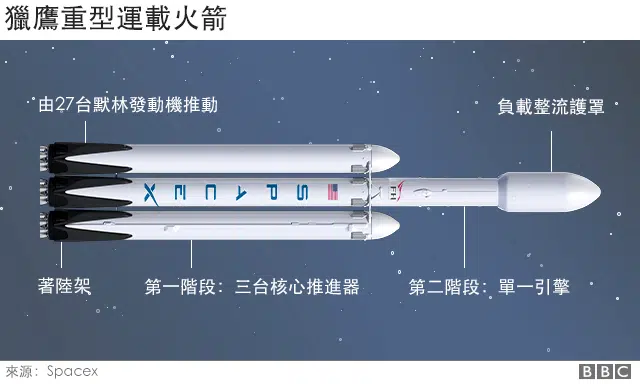 獵鷹重型運載火箭
由27台默林發動機推動
負載整流護罩
SPACEX
FH
著陸架
第一階段：三台核心推進器
第二階段：單一引擎
來源：Spacex
BBC